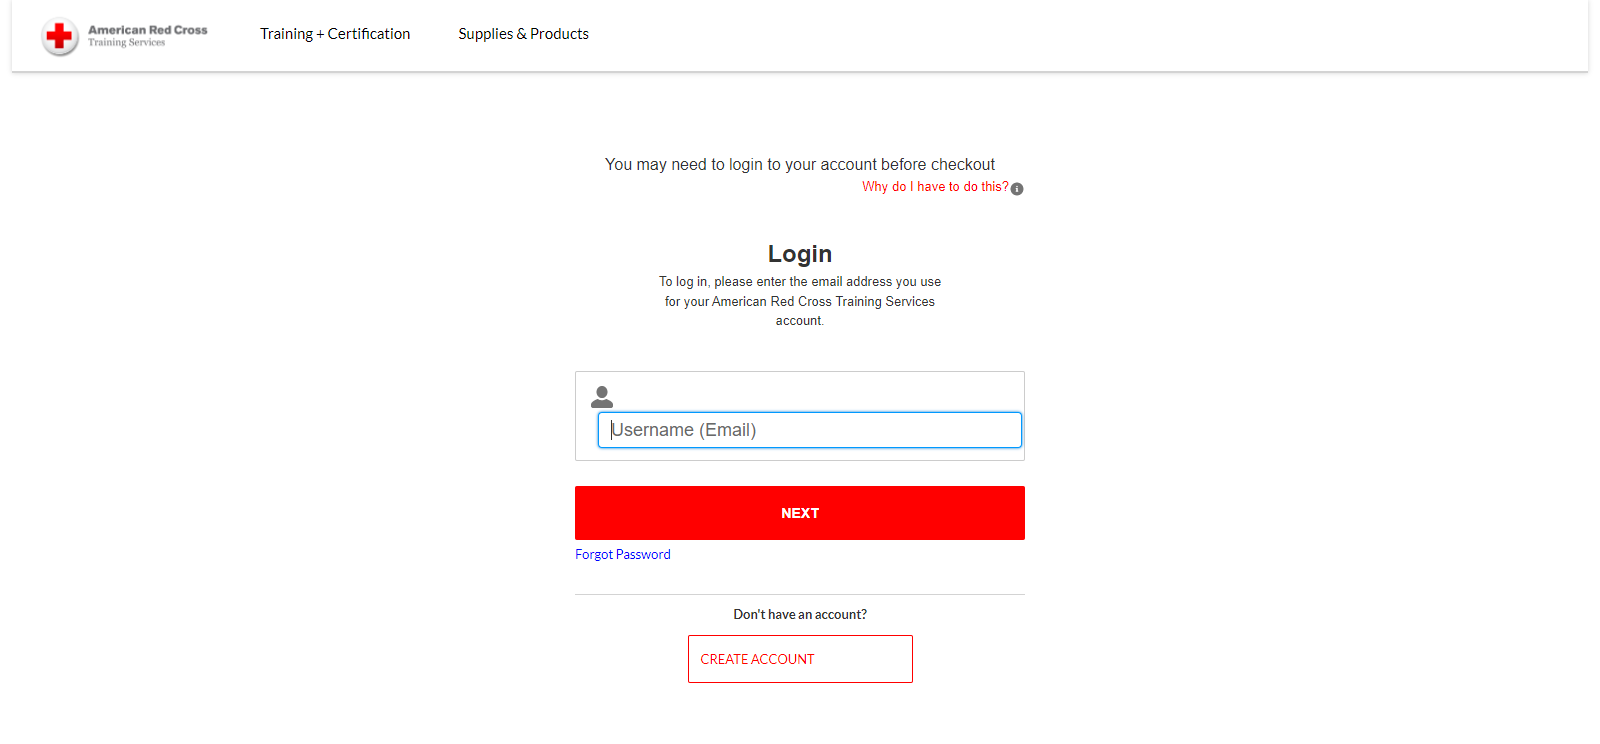 American Red Cross
Training Services
Training + Certification
Supplies & Products
You may need to login to your account before checkout
Why do I have to do this?
Login
To log in, please enter the email address you use
for your American Red Cross Training Services
account.
Username (Email)
NEXT
Forgot Password
Don't have an account?
CREATE ACCOUNT